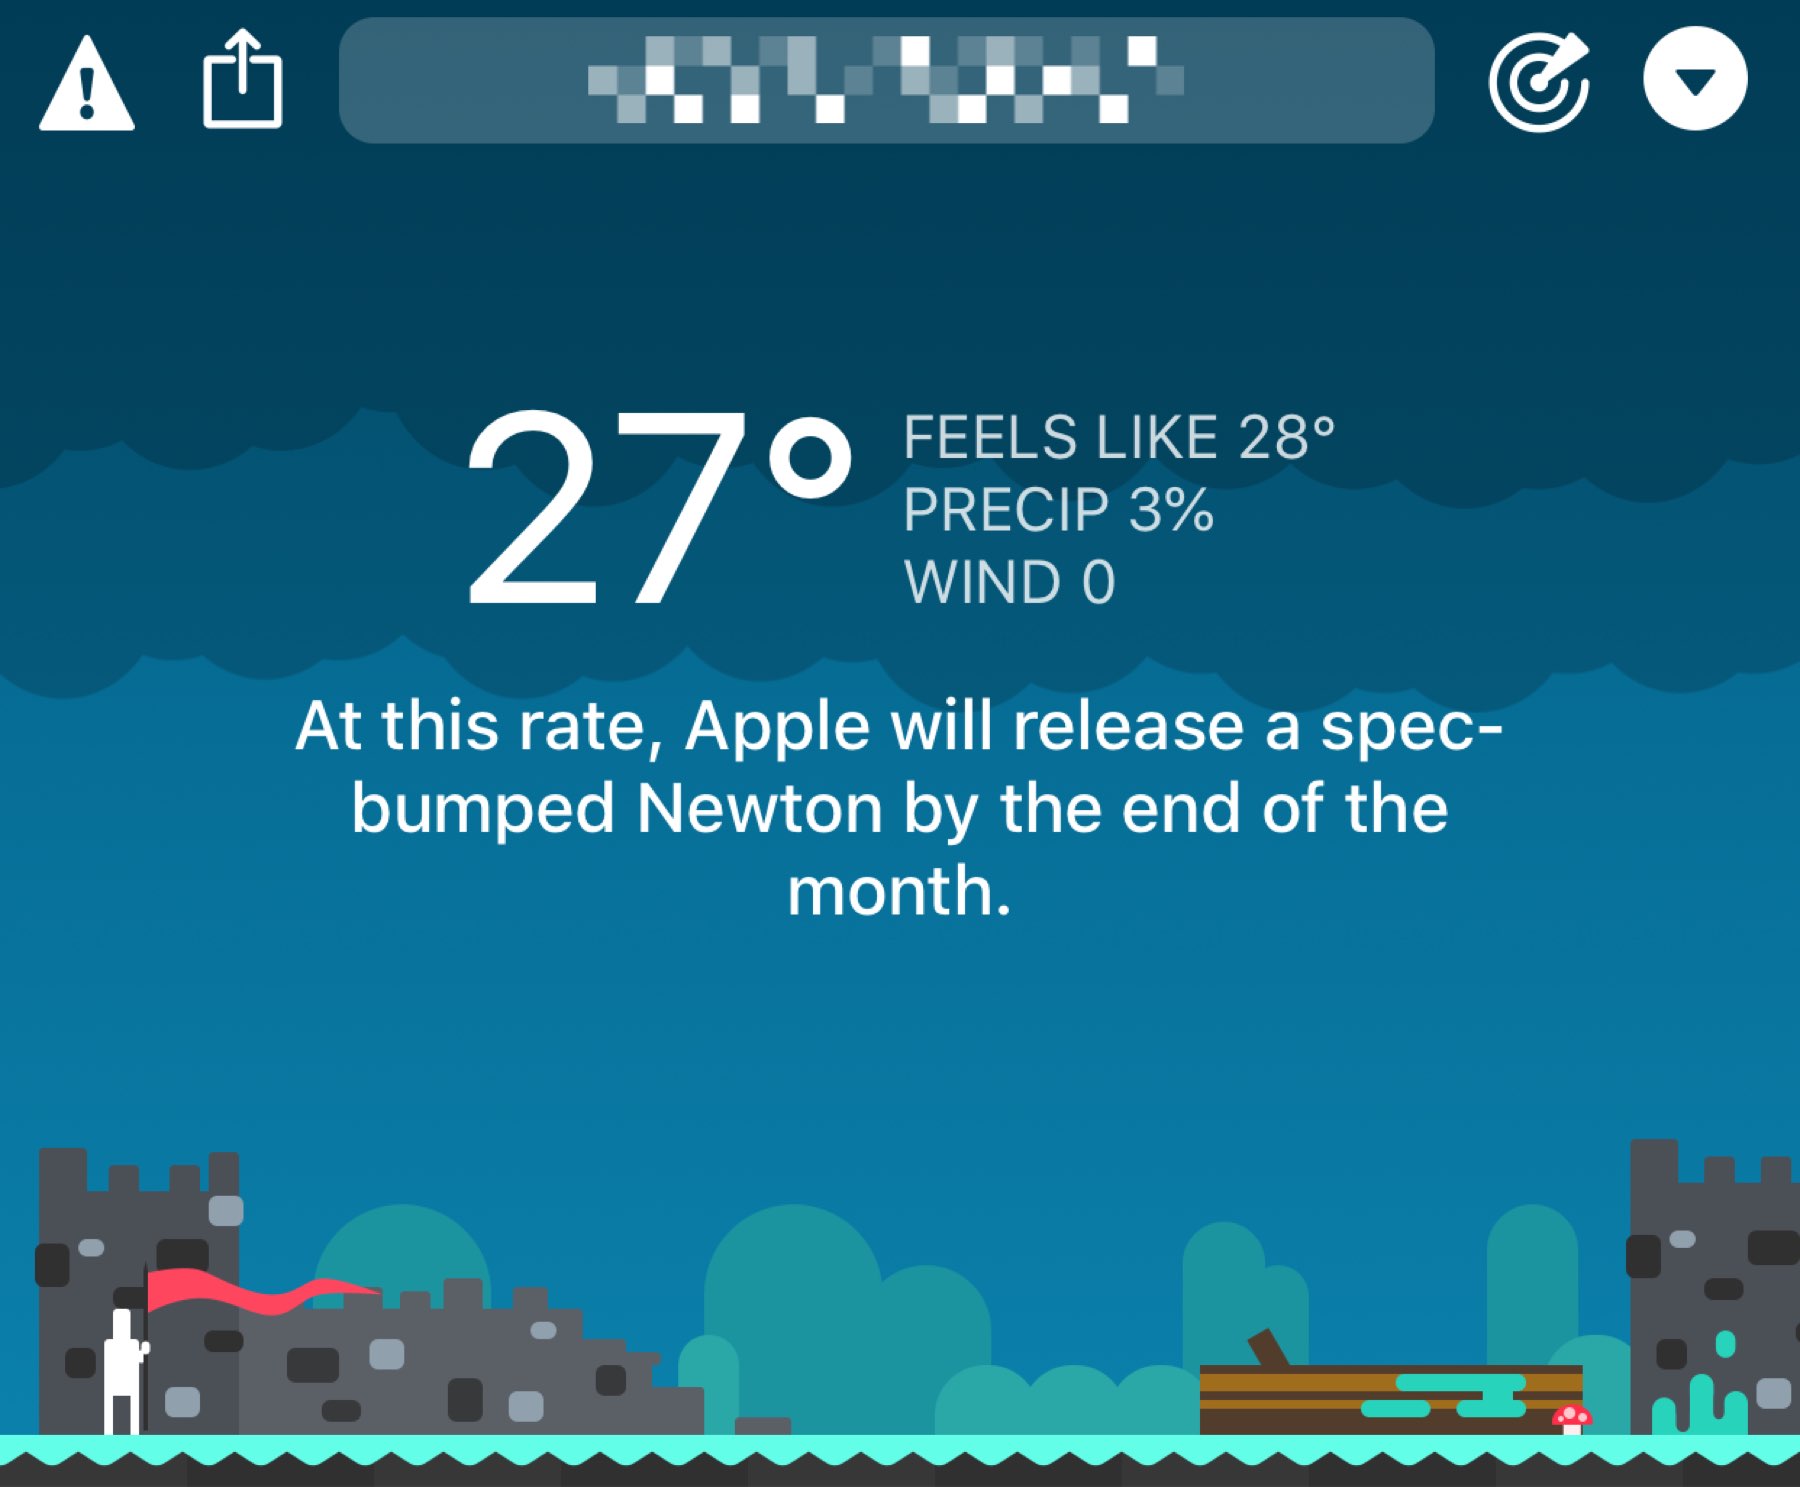 27°
FEELS LIKE 28°
PRECIP 3%
WIND 0
At this rate, Apple will release a spec-
bumped Newton by the end of the
month.